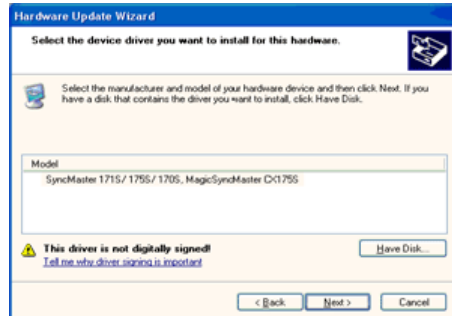 Hardware Update Wizard
Select the device driver you want to install for this hardware.
Select the manufacturer and model of your hardware device and then click Next. If you
have a disk that contains the driver you want to install, click Have Disk.
Model
SyncMaster 171S/ 175S/ 170S, MagicSyncMaster CX175S
This driver is not digitally signed!
Have Disk...
Tell me why driver signing is important
< Back
Next >
Cancel